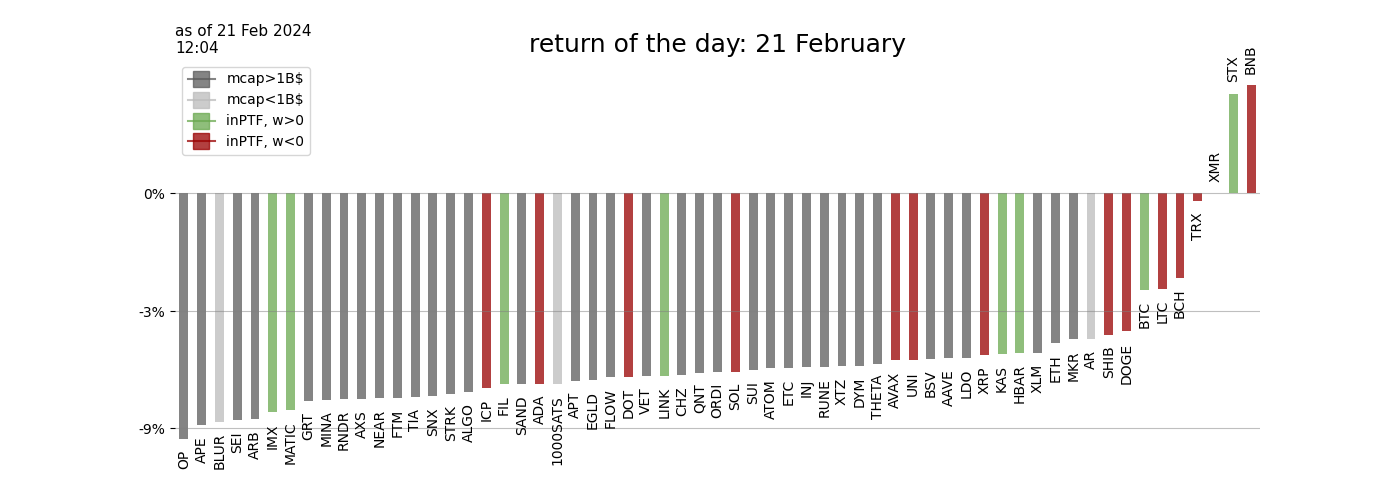 as of 21 Feb 2024
12:04
return of the day: 21 February
mcap>1B$
mcap<1B$
inPTF, w>0
inPTF, w<0
0%
-3%
-9%
OP
APE
BLUR
SEI
ARB
IMX
MATIC
GRT
MINA
RNDR
AXS
NEAR
FTM
TIA
SNX
STRK
ALGO
ICP
FIL
SAND
ADA
1000SATS
APT
EGLD
FLOW
DOT
VET
LINK
CHZ
QNT
ORDI
SOL
SUI
ATOM
ETC
INJ
RUNE
XTZ
DYM
THETA
AVAX
UNI
BSV
AAVE
LDO
XRP
KAS
HBAR
XLM
ETH
MKR
AR
SHIB
DOGE
BTC
LTC
BCH
TRX
XMR
STX
BNB